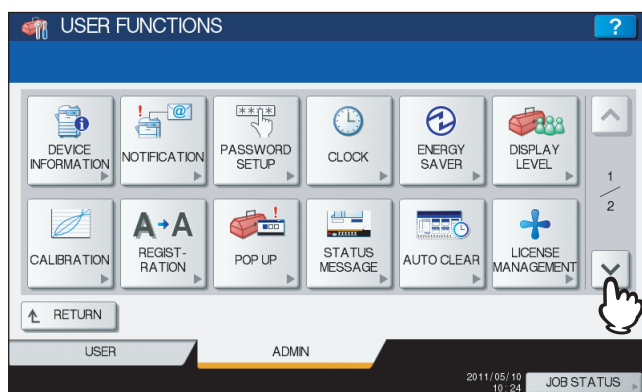 USER FUNCTIONS
?
DEVICE
INFORMATION
NOTIFICATION
PASSWORD
SETUP
CLOCK
ENERGY
SAVER
DISPLAY
LEVEL
1
2
CALIBRATION
REGIST-
RATION
POP UP
STATUS
MESSAGE
AUTO CLEAR
LICENSE
MANAGEMENT
RETURN
USER
ADMIN
2011/05/10
10:24
JOB STATUS